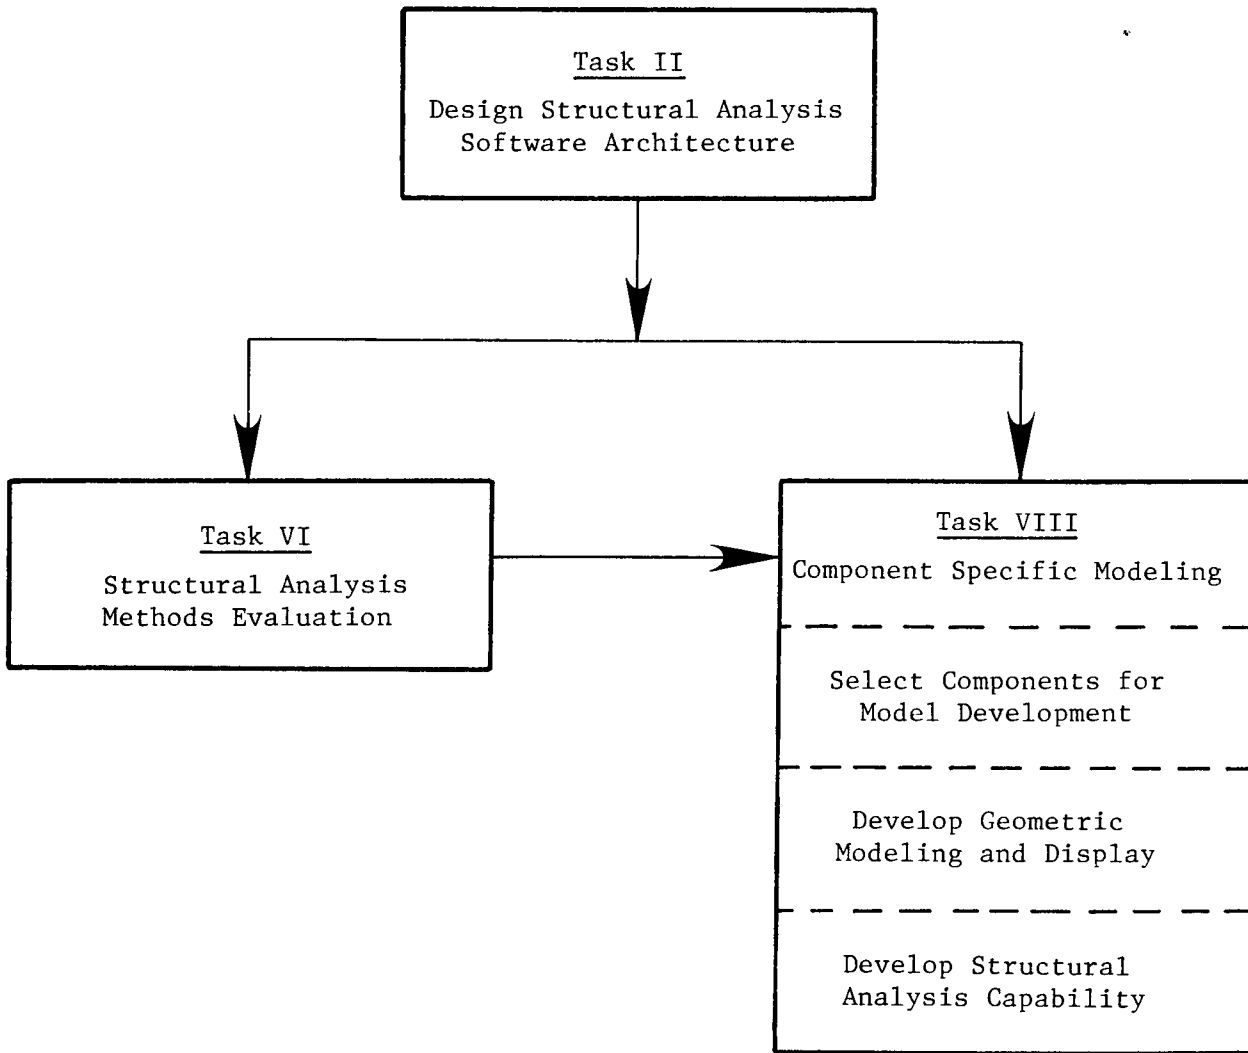 Task II
Design Structural Analysis
Software Architecture
Task VI
Structural Analysis
Methods Evaluation
Task VIII
Component Specific Modeling
Select Components for
Model Development
Develop Geometric
Modeling and Display
Develop Structural
Analysis Capability